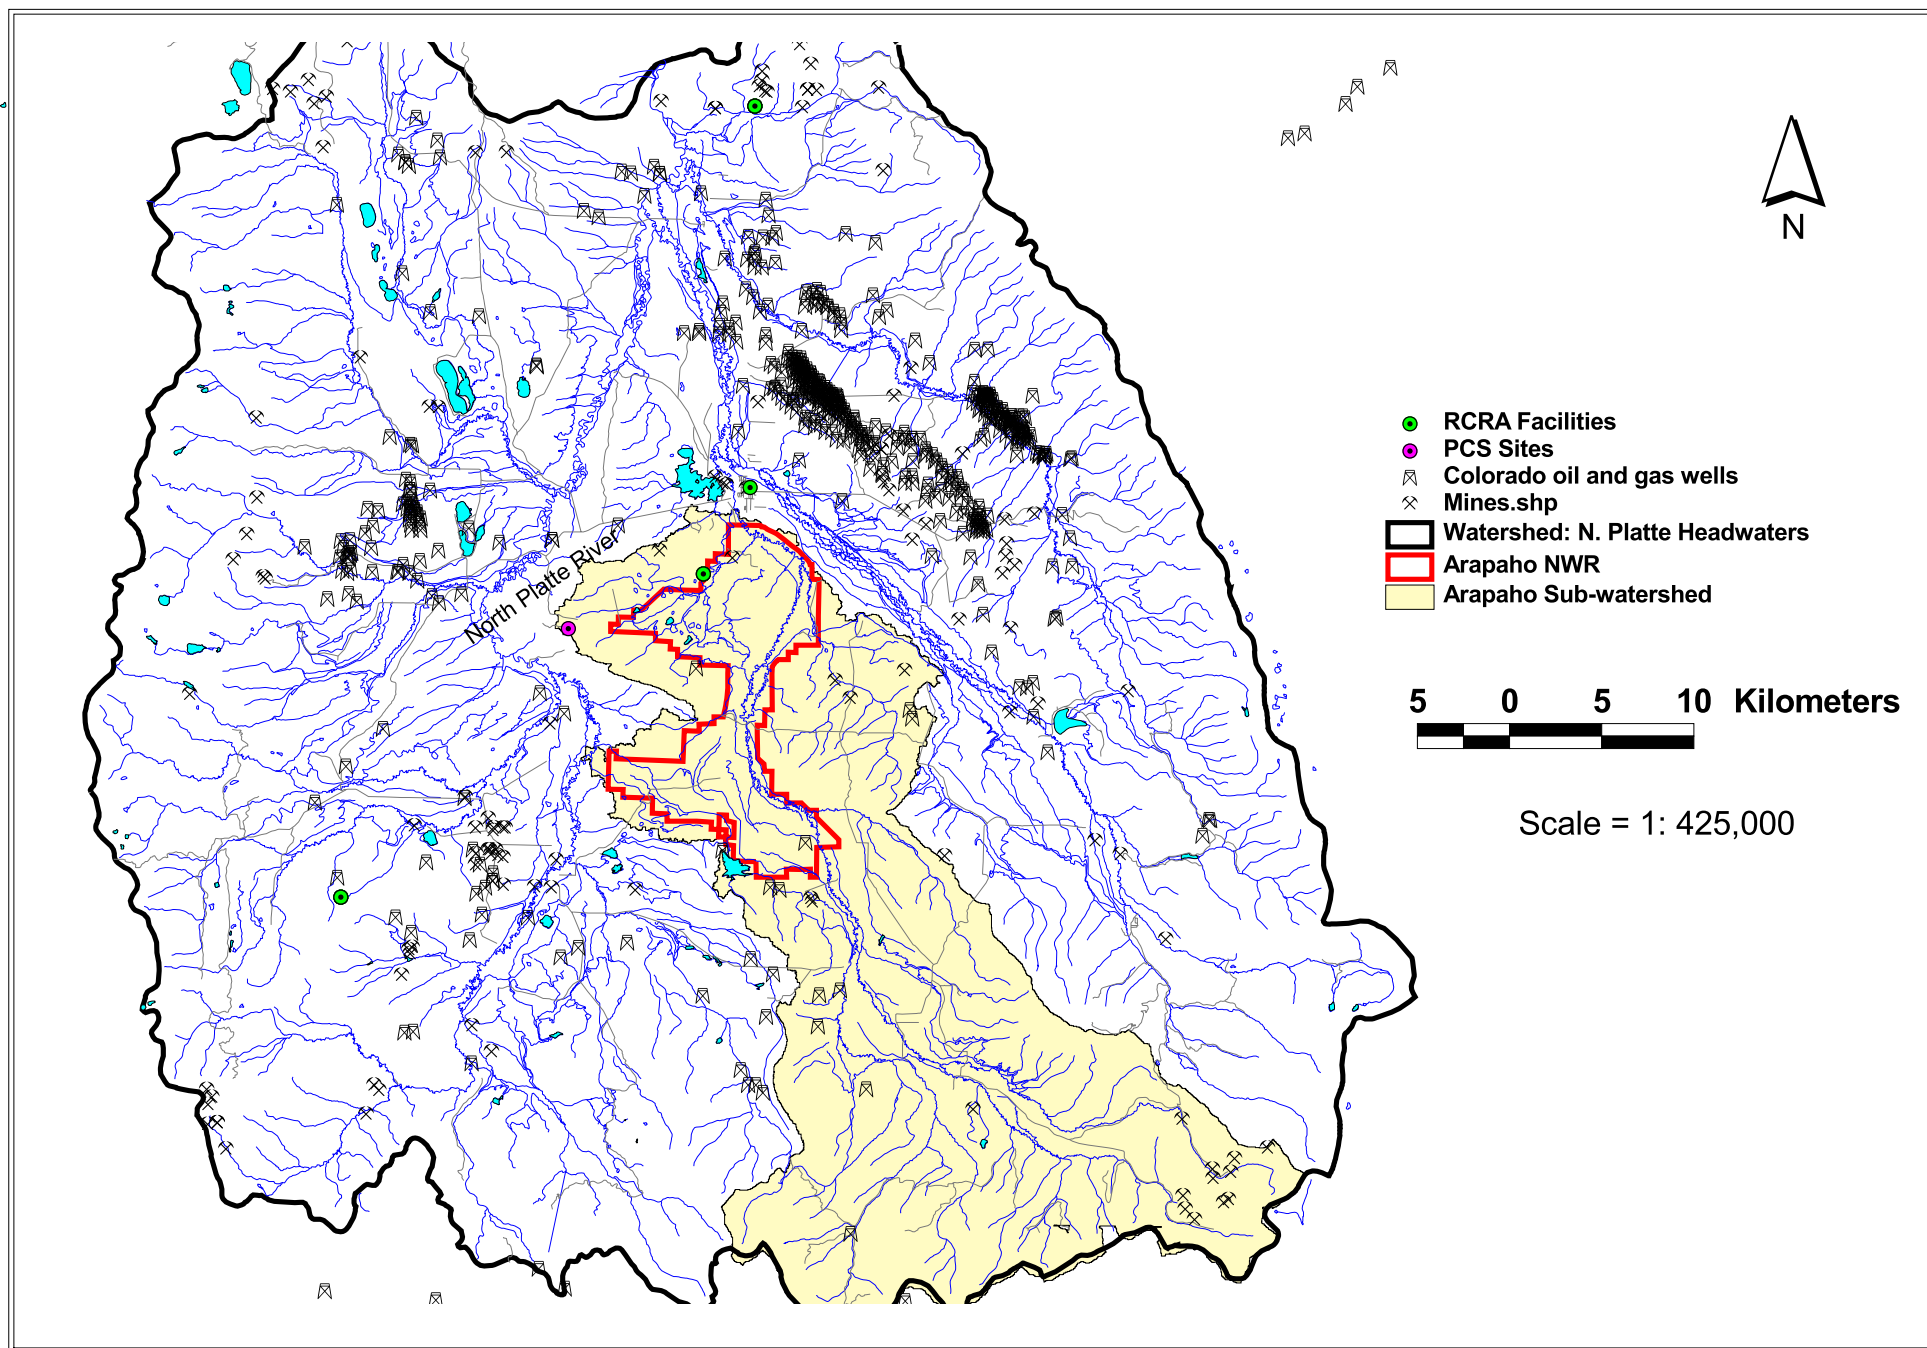 N
RCRA Facilities
PCS Sites
Colorado oil and gas wells
Mines.shp
Watershed: N. Platte Headwaters
Arapaho NWR
Arapaho Sub-watershed
North Platte River
5 0 5 10 Kilometers
Scale = 1: 425,000